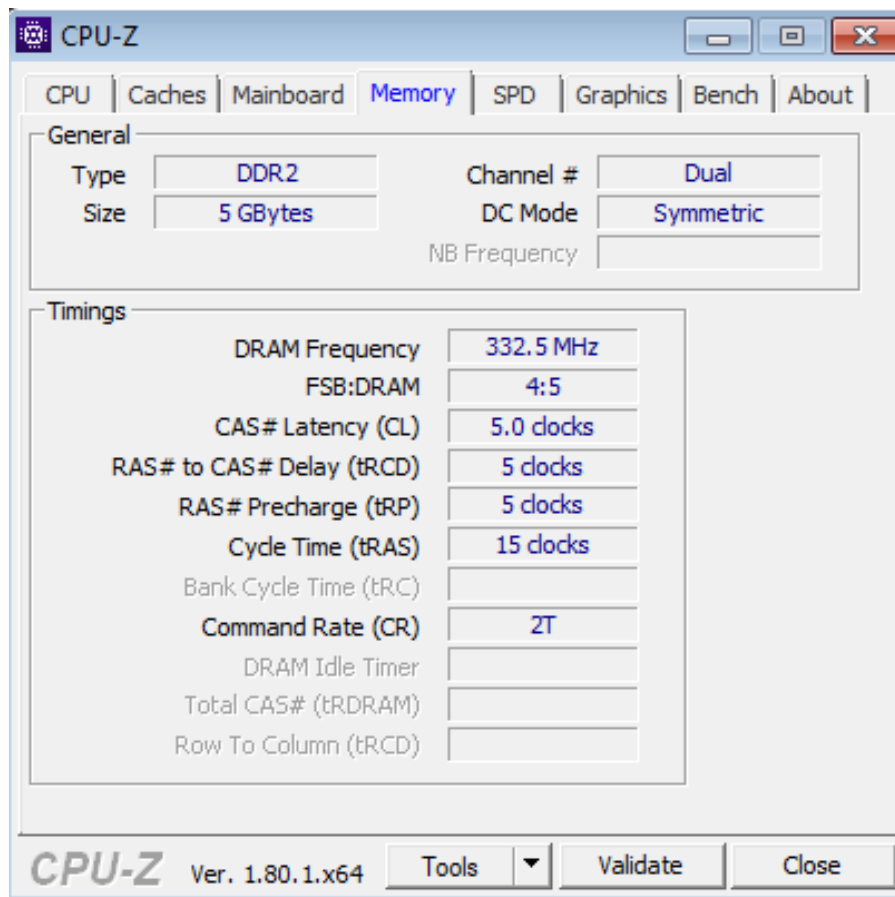 CPU-Z
CPU Caches Mainboard Memory SPD Graphics Bench About
General
Type DDR2 Channel # Dual
Size 5 GBytes DC Mode Symmetric
NB Frequency
Timings
DRAM Frequency 332.5 MHz
FSB:DRAM 4:5
CAS# Latency (CL) 5.0 clocks
RAS# to CAS# Delay (tRCD) 5 clocks
RAS# Precharge (tRP) 5 clocks
Cycle Time (tRAS) 15 clocks
Bank Cycle Time (tRC)
Command Rate (CR) 2T
DRAM Idle Timer
Total CAS# (tRDRAM)
Row To Column (tRCD)
CPU-Z Ver. 1.80.1.x64 Tools Validate Close